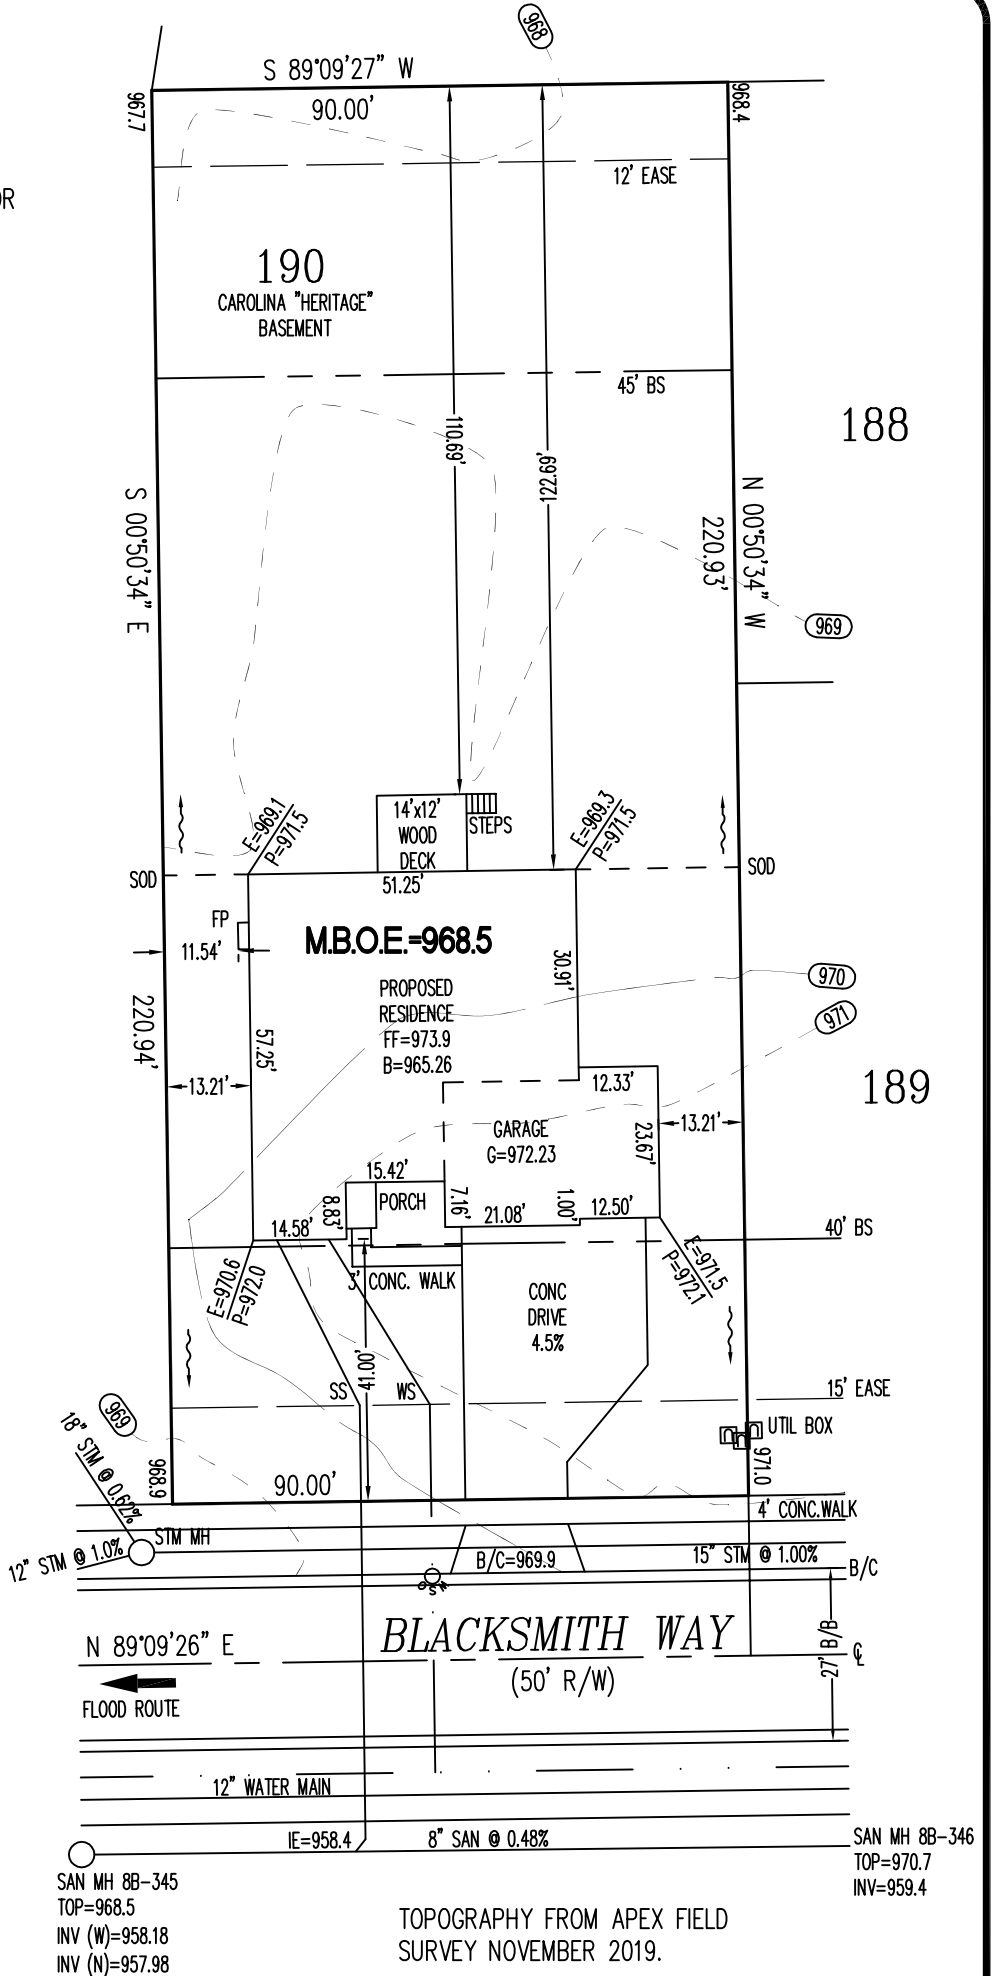 968
S 89°09'27" W
90.00'
967.7
968.4
12' EASE
OR
190
CAROLINA "HERITAGE"
BASEMENT
45' BS
188
110.69'
122.69'
S 00°50'34" E
N 00°50'34" W
220.93'
969
E=969.1
P=971.5
14'x12'
WOOD
DECK
STEPS
E=969.3
P=971.5
SOD
SOD
51.25'
FP
11.54'
M.B.O.E.=968.5
30.91'
970
971
220.94'
57.25'
PROPOSED
RESIDENCE
FF=973.9
B=965.26
13.21'
12.33'
189
GARAGE
G=972.23
23.67'
13.21'
15.42'
PORCH
8.83'
7.16'
21.08'
1.00'
12.50'
14.58'
40' BS
E=970.6
P=972.0
3' CONC. WALK
CONC
DRIVE
4.5%
E=971.5
P=972.1
SS
41.00'
WS
15' EASE
969
UTIL BOX
18" STM @ 0.62%
968.9
90.00'
971.0
4' CONC.WALK
STM MH
12" STM @ 1.0%
B/C=969.9
15" STM @ 1.00%
B/C
N 89°09'26" E
BLACKSMITH WAY
(50' R/W)
27' B/B
FLOOD ROUTE
12" WATER MAIN
IE=958.4
8" SAN @ 0.48%
SAN MH 8B-346
TOP=970.7
INV=959.4
SAN MH 8B-345
TOP=968.5
INV (W)=958.18
INV (N)=957.98
TOPOGRAPHY FROM APEX FIELD
SURVEY NOVEMBER 2019.